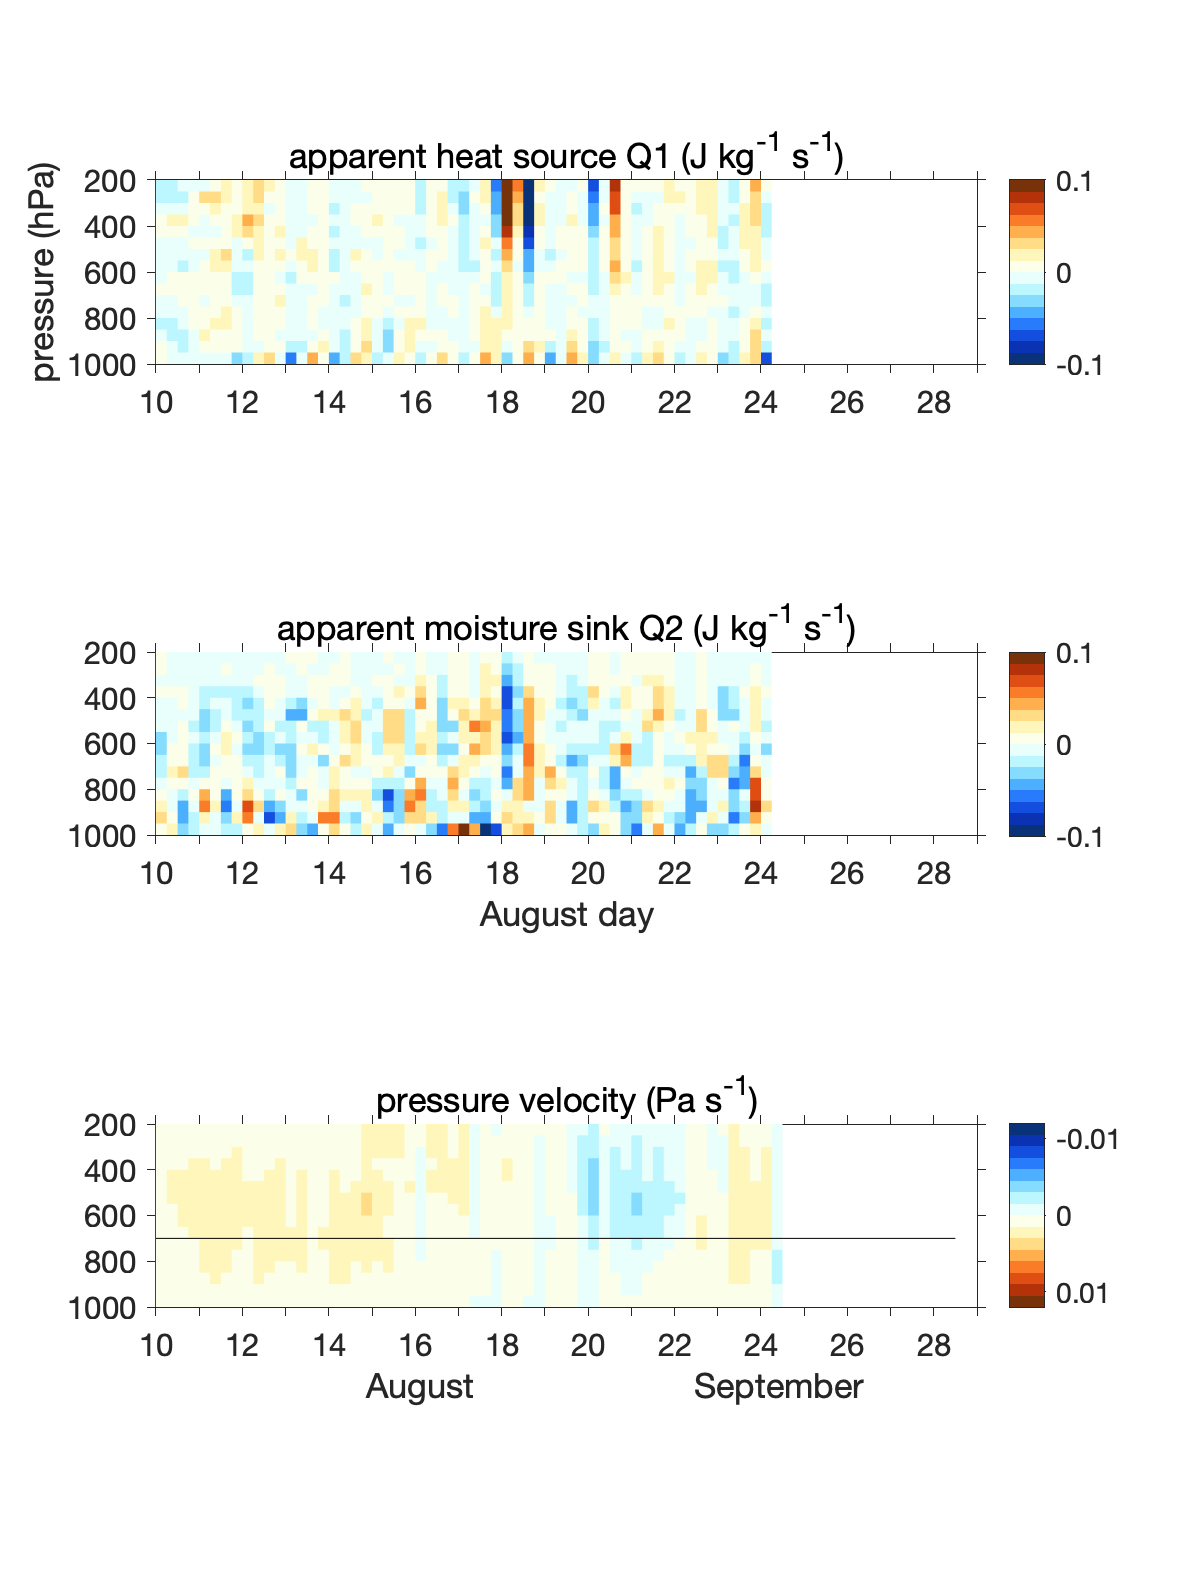 apparent heat source Q1 (J kg-1 s-1)
pressure (hPa)
200
400
600
800
1000
10 12 14 16 18 20 22 24 26 28
0.1
0
-0.1
apparent moisture sink Q2 (J kg-1 s-1)
200
400
600
800
1000
10 12 14 16 18 20 22 24 26 28
August day
0.1
0
-0.1
pressure velocity (Pa s-1)
200
400
600
800
1000
10 12 14 16 18 20 22 24 26 28
August September
-0.01
0
0.01